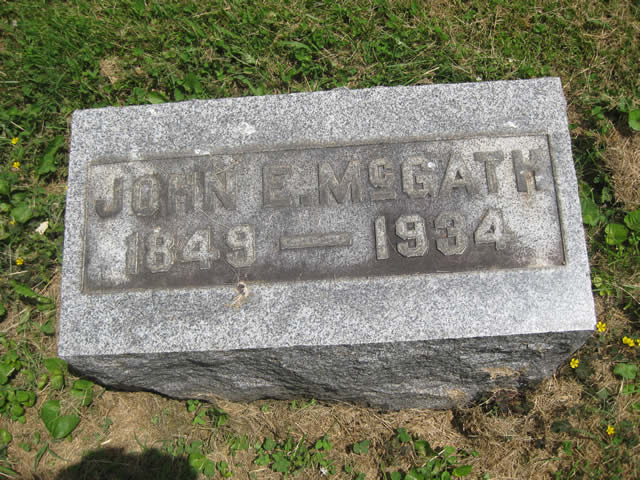 JOHN E. McGATH
1849 — 1934